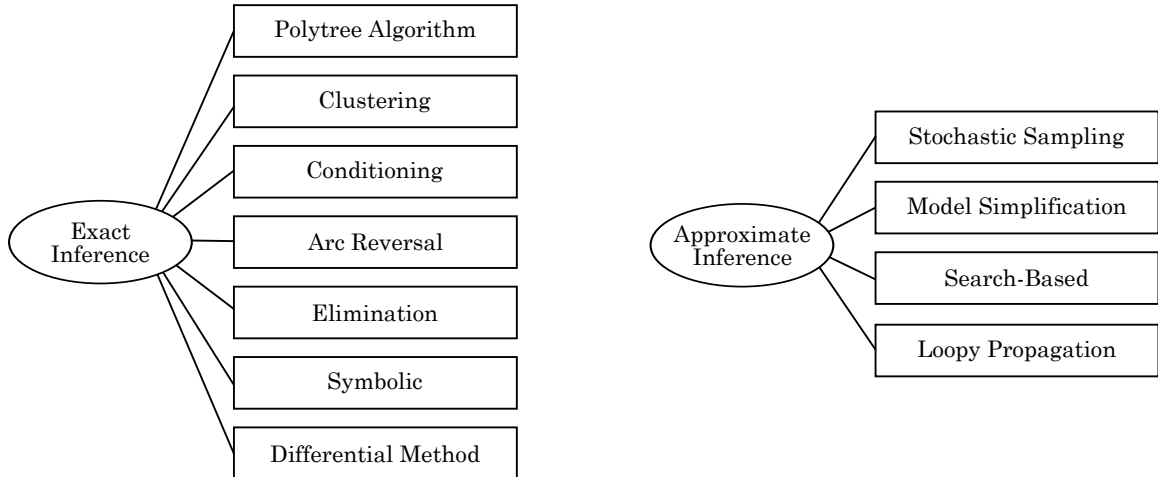 Polytree Algorithm
Clustering
Conditioning
Exact
Inference
Arc Reversal
Elimination
Symbolic
Differential Method
Stochastic Sampling
Model Simplification
Approximate
Inference
Search-Based
Loopy Propagation